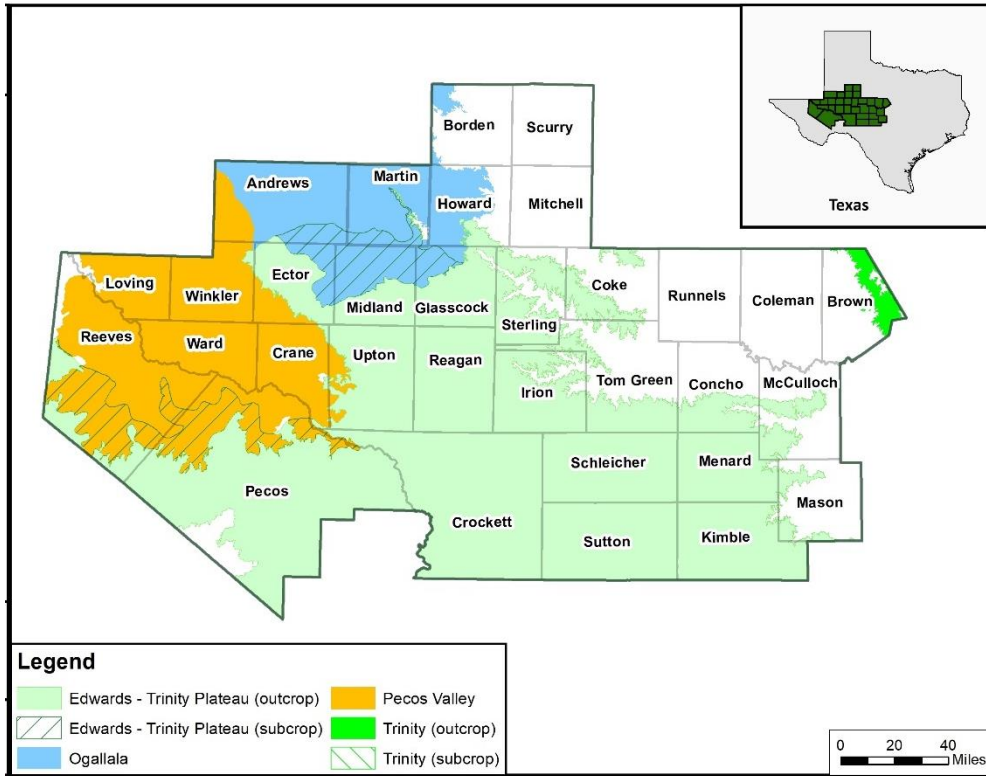 Texas
Borden
Scurry
Andrews
Martin
Howard
Mitchell
Loving
Winkler
Ector
Midland
Glasscock
Sterling
Coke
Runnels
Coleman
Brown
Reeves
Ward
Crane
Upton
Reagan
Irion
Tom Green
Concho
McCulloch
Pecos
Crockett
Schleicher
Menard
Mason
Sutton
Kimble
Legend
Edwards - Trinity Plateau (outcrop)
Edwards - Trinity Plateau (subcrop)
Ogallala
Pecos Valley
Trinity (outcrop)
Trinity (subcrop)
0 20 40
Miles